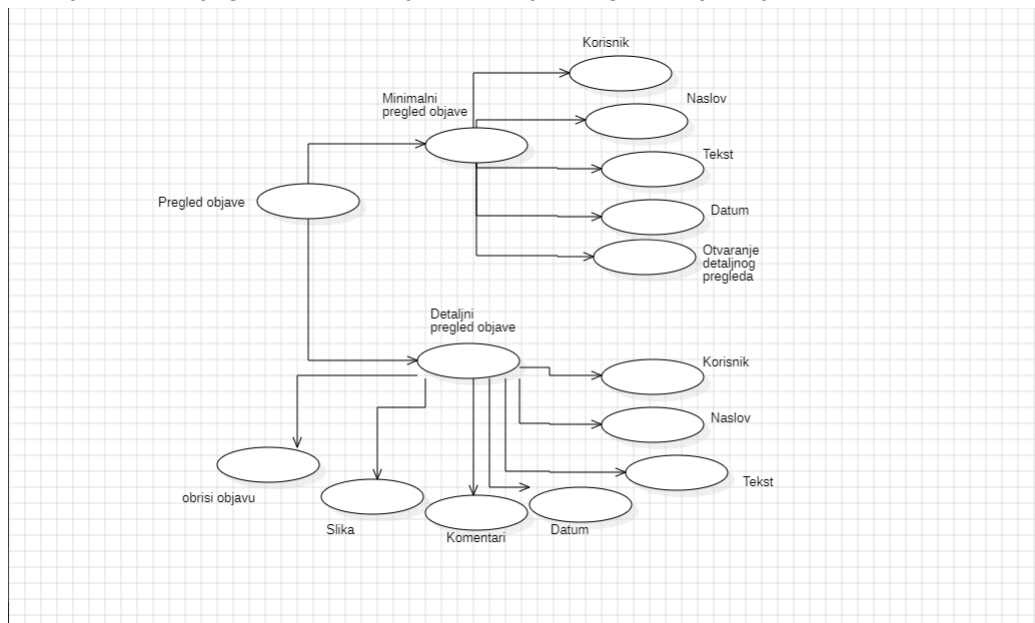 Korisnik
Minimalni
pregled objave
Naslov
Tekst
Pregled objave
Datum
Otvaranje
detaljnog
pregleda
Detaljni
pregled objave
Korisnik
Naslov
Tekst
obrisi objavu
Slika
Komentari
Datum